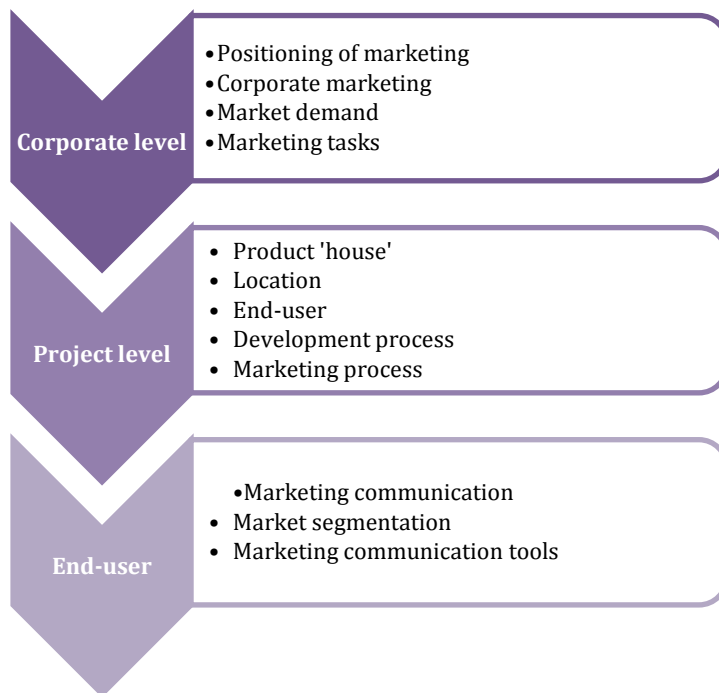 Corporate level
•Positioning of marketing
•Corporate marketing
•Market demand
•Marketing tasks
Project level
• Product 'house'
• Location
• End-user
• Development process
• Marketing process
End-user
•Marketing communication
• Market segmentation
• Marketing communication tools